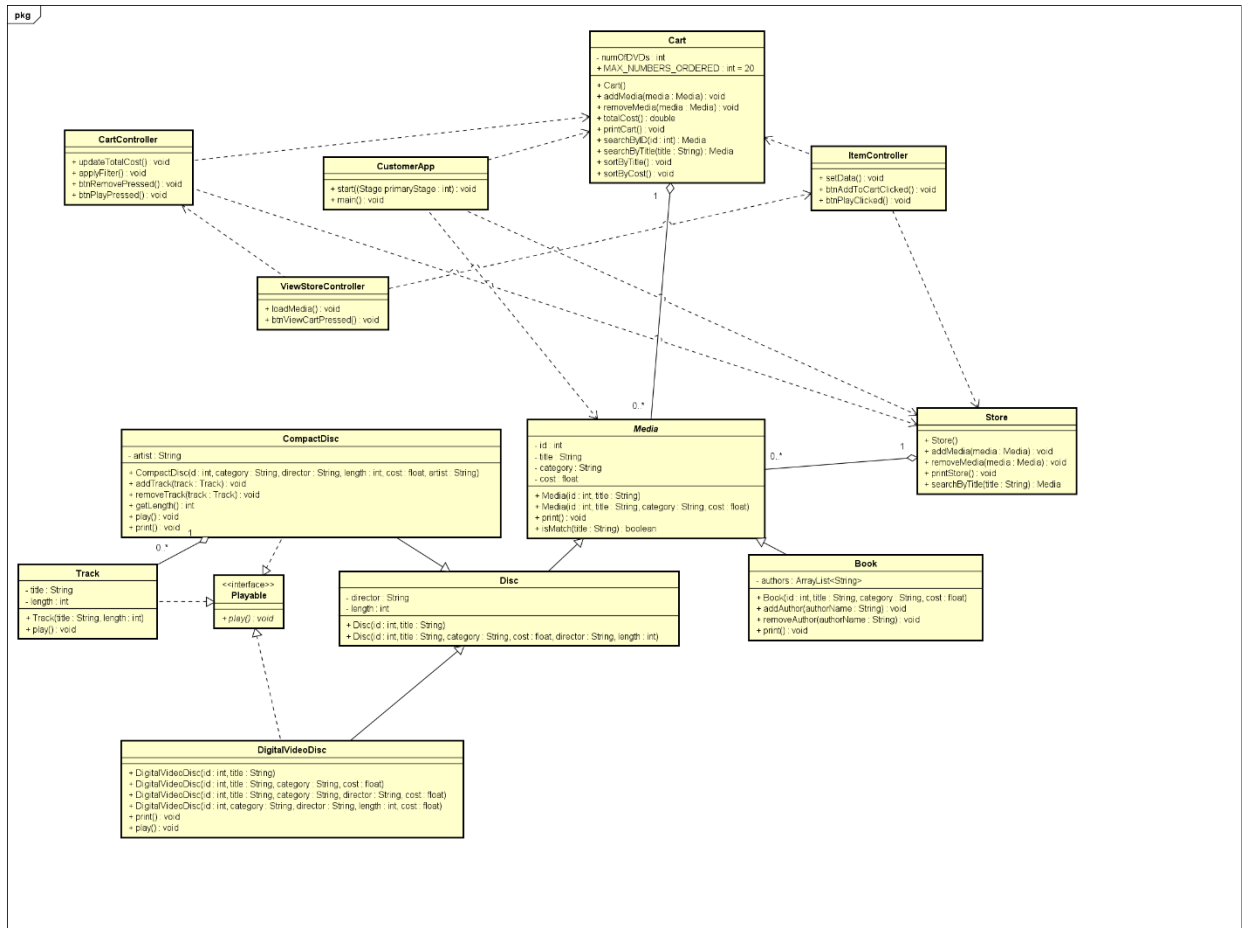 pkg
Cart
- numOfDVDs : int
+ MAX_NUMBERS_ORDERED : int = 20
+ Cart()
+ addMedia(media : Media) : void
+ removeMedia(media : Media) : void
+ totalCost() : double
+ printCart() : void
+ searchByID(id : int) : Media
+ searchByTitle(title : String) : Media
+ sortByTitle() : void
+ sortByCost() : void
CartController
+ updateTotalCost() : void
+ applyFilter() : void
+ btnRemovePressed() : void
+ btnPlayPressed() : void
CustomerApp
+ start((Stage primaryStage : int) : void
+ main() : void
ItemController
+ setData() : void
+ btnAddToCartClicked() : void
+ btnPlayClicked() : void
1
ViewStoreController
+ loadMedia() : void
+ btnViewCartPressed() : void
0..*
Store
+ Store()
+ addMedia(media : Media) : void
+ removeMedia(media : Media) : void
+ printStore() : void
+ searchByTitle(title : String) : Media
1
0..*
Media
- id : int
- title : String
- category : String
- cost : float
+ Media(id : int, title : String)
+ Media(id : int, title : String, category : String, cost : float)
+ print() : void
+ isMatch(title : String) : boolean
CompactDisc
- artist : String
+ CompactDisc(id : int, category : String, director : String, length : int, cost : float, artist : String)
+ addTrack(track : Track) : void
+ removeTrack(track : Track) : void
+ getLength() : int
+ play() : void
+ print() : void
1
0..*
Track
- title : String
- length : int
+ Track(title : String, length : int)
+ play() : void
<<interface>>
Playable
+ play() : void
Disc
- director : String
- length : int
+ Disc(id : int, title : String)
+ Disc(id : int, title : String, category : String, cost : float, director : String, length : int)
Book
- authors : ArrayList<String>
+ Book(id : int, title : String, category : String, cost : float)
+ addAuthor(authorName : String) : void
+ removeAuthor(authorName : String) : void
+ print() : void
DigitalVideoDisc
+ DigitalVideoDisc(id : int, title : String)
+ DigitalVideoDisc(id : int, title : String, category : String, cost : float)
+ DigitalVideoDisc(id : int, title : String, category : String, director : String, cost : float)
+ DigitalVideoDisc(id : int, category : String, director : String, length : int, cost : float)
+ print() : void
+ play() : void